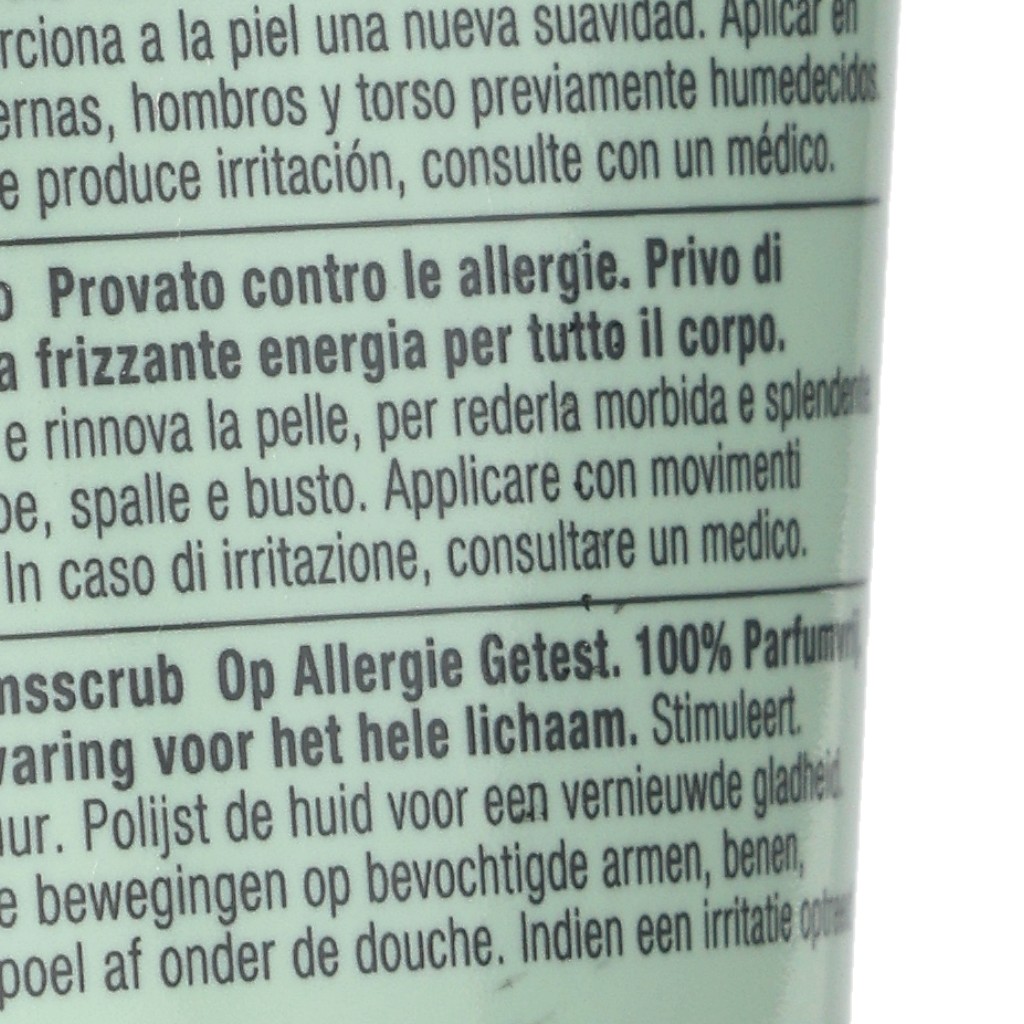 rciona a la piel una nueva suavidad. Aplicar en
ernas, hombros y torso previamente humedecidos.
e produce irritación, consulte con un médico.
o Provato contro le allergie. Privo di
a frizzante energia per tutto il corpo.
e rinnova la pelle, per rederla morbida e splendente
be, spalle e busto. Applicare con movimenti
In caso di irritazione, consultare un medico.
msscrub Op Allergie Getest. 100% Parfumvrij
varing voor het hele lichaam. Stimuleert.
uur. Polijst de huid voor een vernieuwde gladheid.
e bewegingen op bevochtigde armen, benen,
poel af onder de douche. Indien een irritatie